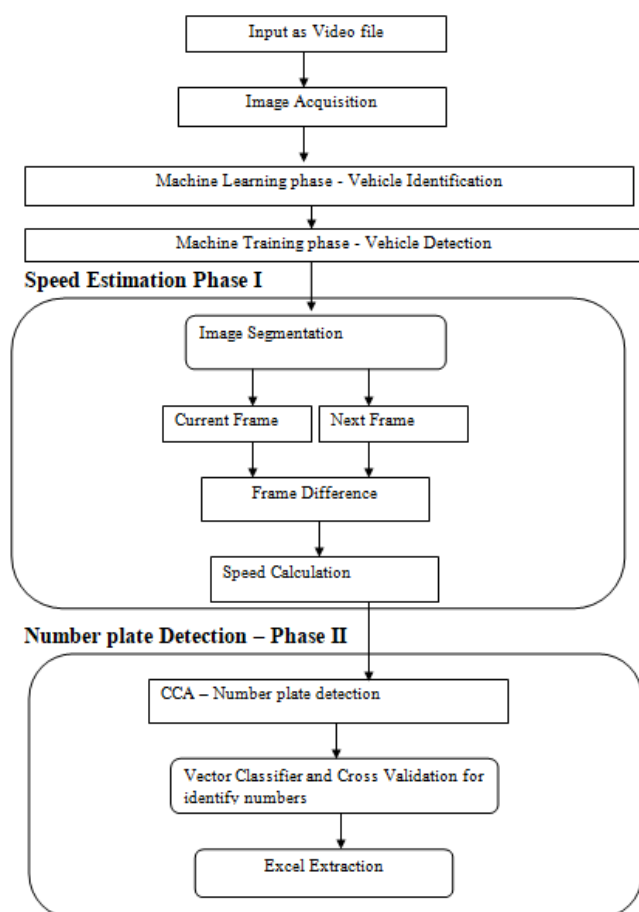 Input as Video file
Image Acquisition
Machine Learning phase - Vehicle Identification
Machine Training phase - Vehicle Detection
Speed Estimation Phase I
Image Segmentation
Current Frame
Next Frame
Frame Difference
Speed Calculation
Number plate Detection – Phase II
CCA – Number plate detection
Vector Classifier and Cross Validation for
identify numbers
Excel Extraction